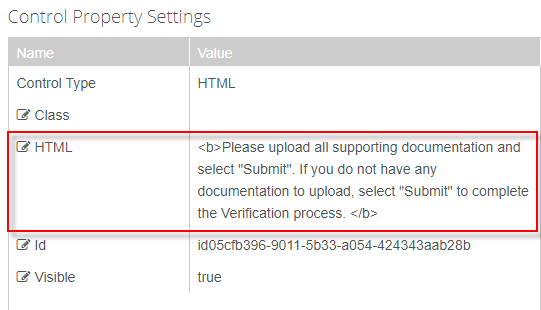 Control Property Settings
Name Value
Control Type HTML
Class
HTML <b>Please upload all supporting documentation and
select "Submit". If you do not have any
documentation to upload, select "Submit" to complete
the Verification process. </b>
Id id05cfb396-9011-5b33-a054-424343aab28b
Visible true